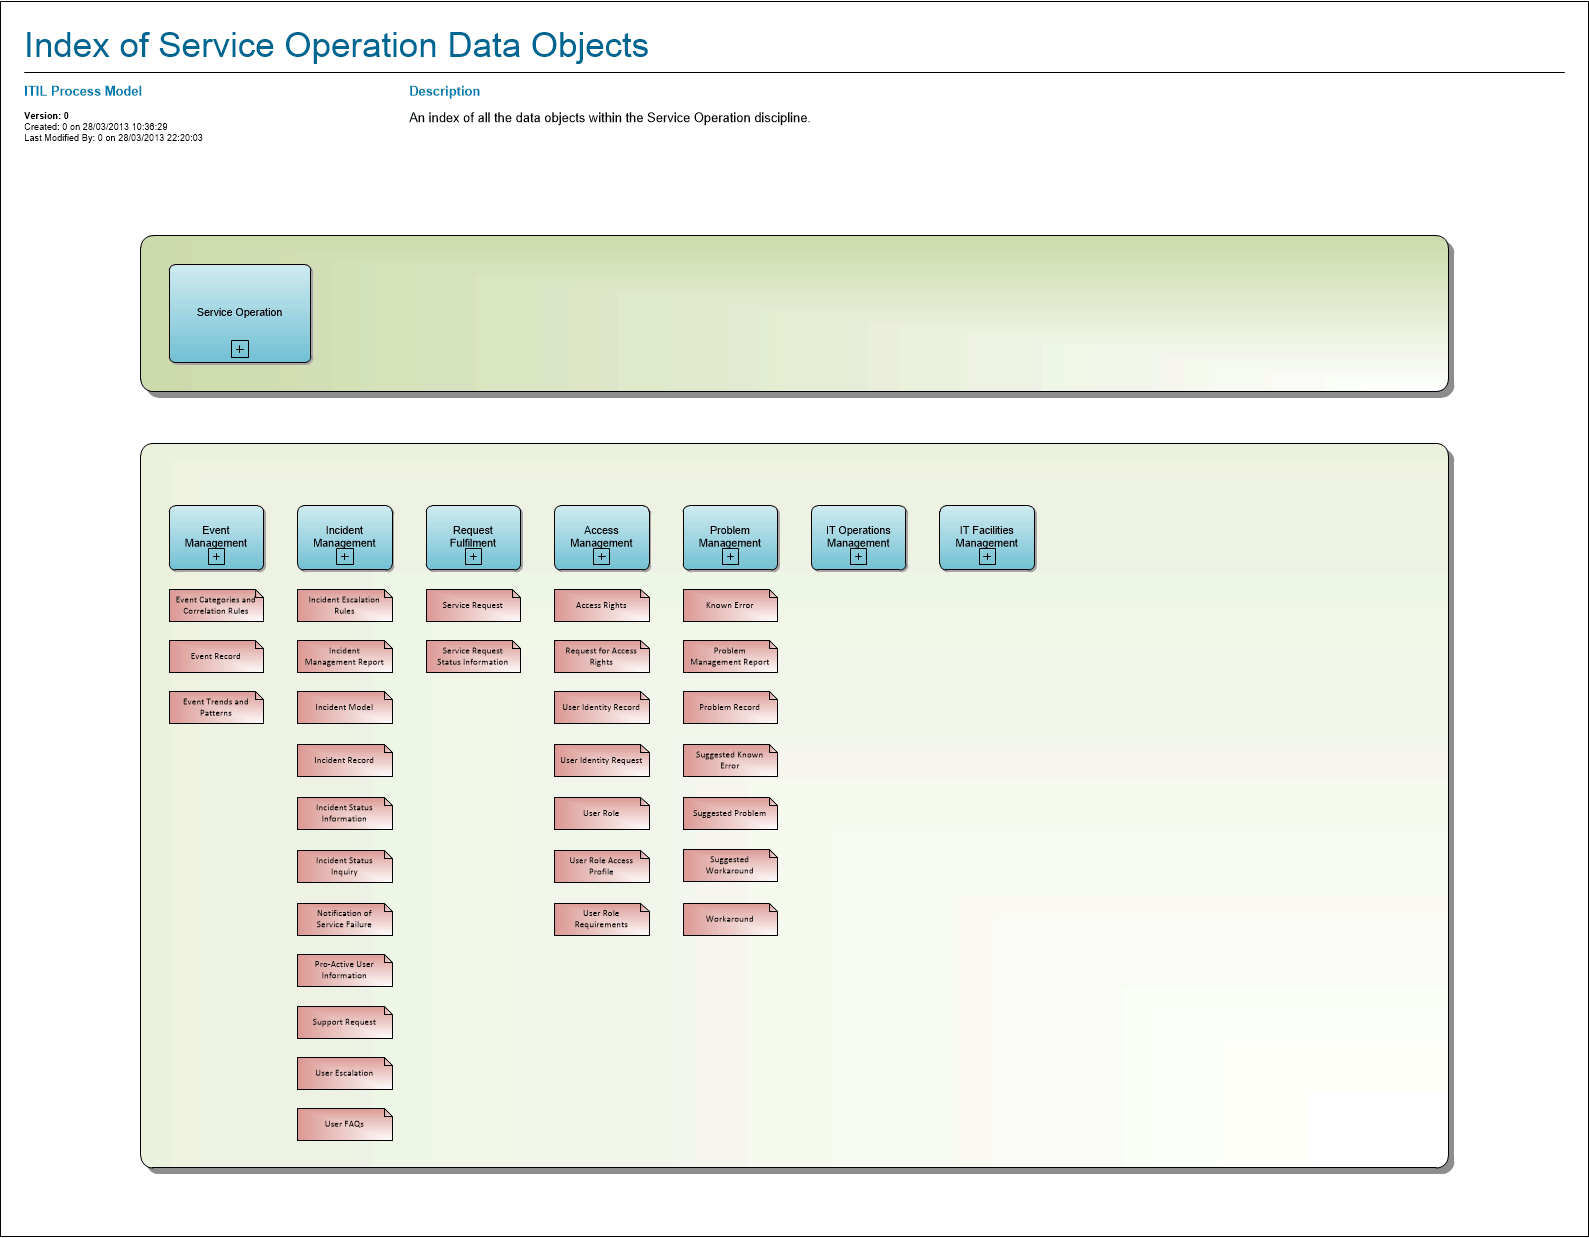 Index of Service Operation Data Objects
ITIL Process Model
Version: 0
Created: 0 on 28/03/2013 10:36:29
Last Modified By: 0 on 28/03/2013 22:20:03
Description
An index of all the data objects within the Service Operation discipline.
Service Operation
Event
Management
Incident
Management
Request
Fulfilment
Access
Management
Problem
Management
IT Operations
Management
IT Facilities
Management
Event Categories and
Correlation Rules
Event Record
Event Trends and
Patterns
Incident Escalation
Rules
Incident
Management Report
Incident Model
Incident Record
Incident Status
Information
Incident Status
Inquiry
Notification of
Service Failure
Pro-Active User
Information
Support Request
User Escalation
User FAQs
Service Request
Service Request
Status Information
Access Rights
Request for Access
Rights
User Identity Record
User Identity Request
User Role
User Role Access
Profile
User Role
Requirements
Known Error
Problem
Management Report
Problem Record
Suggested Known
Error
Suggested Problem
Suggested
Workaround
Workaround